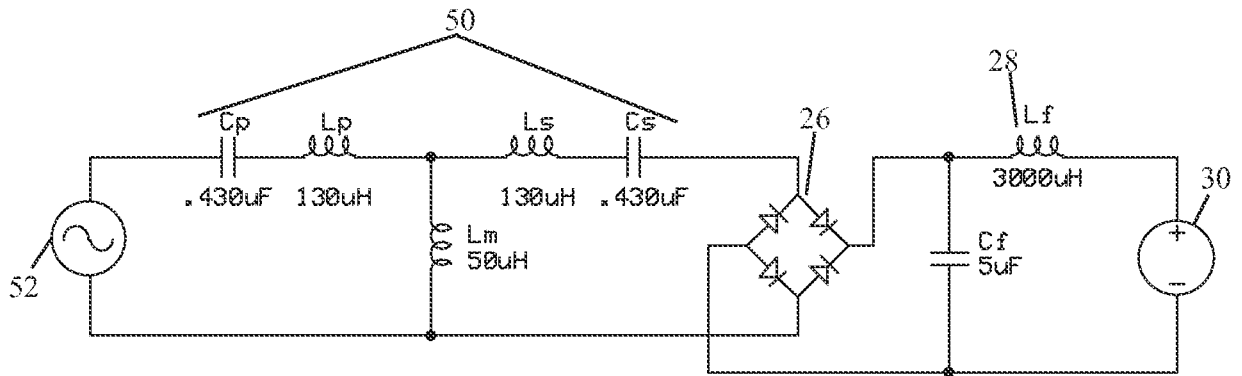 50
28
Cp
Lp
Ls
Cs
26
Lf
.430uF
130uH
130uH
.430uF
3000uH
30
52
Lm
50uH
Cf
5uF
+
-